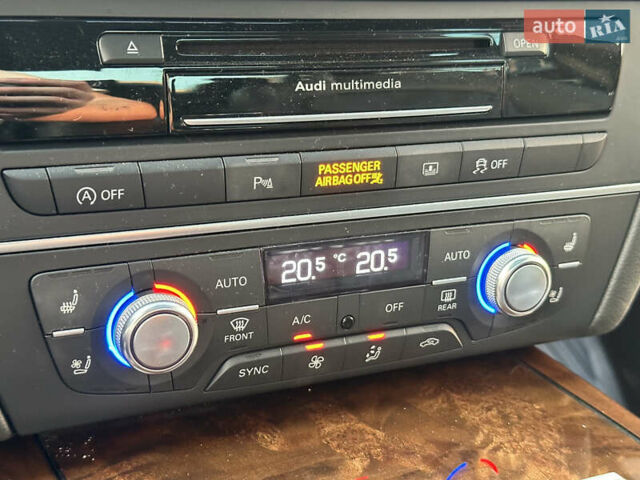 auto RIA
OPEN
Audi multimedia
A OFF
P
PASSENGER
AIRBAG OFF
OFF
AUTO
20.5 °C 20.5
AUTO
FRONT
A/C
OFF
REAR
SYNC